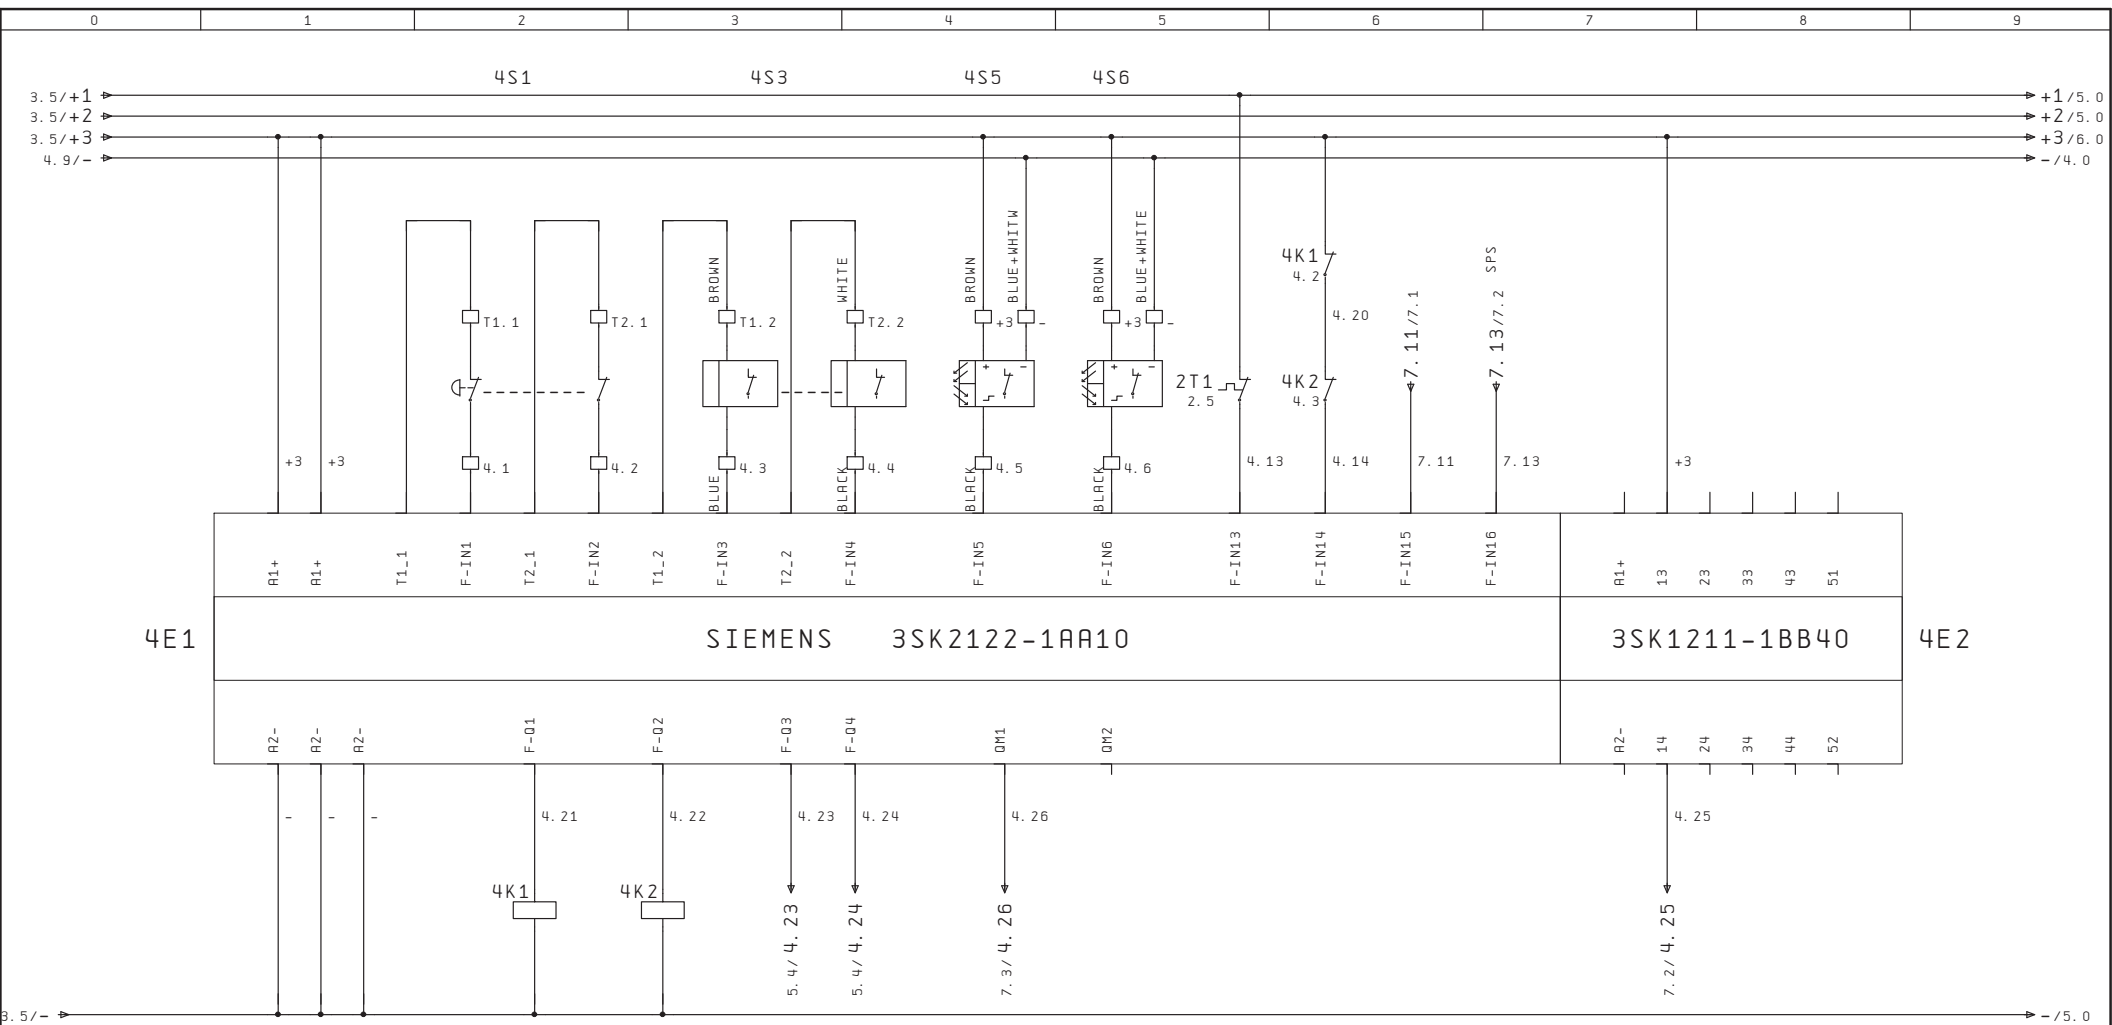 0 1 2 3 4 5 6 7 8 9
4S1 4S3 4S5 4S6
3.5/+1 +1/5.0
3.5/+2 +2/5.0
3.5/+3 +3/6.0
4.9/- -/4.0
BROWN
WHITE
BROWN
BLUE+WHITW
BROWN
BLUE+WHITE
4K1
4.2
SPS
T1.1 T2.1 T1.2 T2.2 +3 - +3 -
4.20
7.11/7.1
7.13/7.2
+ - + -
2T1
2.5
4K2
4.3
+3 +3 4.1 4.2 4.3 4.4 4.5 4.6 4.13 4.14 7.11 7.13 +3
BLUE
BLACK
BLACK
BLACK
A1+
A1+
T1_1
F-IN1
T2_1
F-IN2
T1_2
F-IN3
T2_2
F-IN4
F-IN5
F-IN6
F-IN13
F-IN14
F-IN15
F-IN16
A1+
13
23
33
43
51
4E1 SIEMENS 3SK2122-1AA10 3SK1211-1BB40 4E2
A2-
A2-
A2-
F-Q1
F-Q2
F-Q3
F-Q4
QM1
QM2
A2-
14
24
34
44
52
- - - 4.21 4.22 4.23 4.24 4.26 4.25
4K1 4K2
5.4/4.23
5.4/4.24
7.3/4.26
7.2/4.25
3.5/- -/5.0